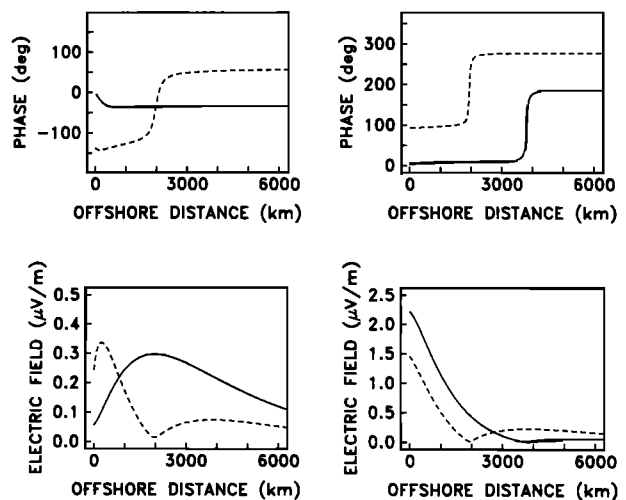 100
0
-100
PHASE (deg)
0 3000 6000
OFFSHORE DISTANCE (km)
300
200
100
0
PHASE (deg)
0 3000 6000
OFFSHORE DISTANCE (km)
0.5
0.4
0.3
0.2
0.1
0.0
ELECTRIC FIELD (μV/m)
0 3000 6000
OFFSHORE DISTANCE (km)
2.5
2.0
1.5
1.0
0.5
0.0
ELECTRIC FIELD (μV/m)
0 3000 6000
OFFSHORE DISTANCE (km)